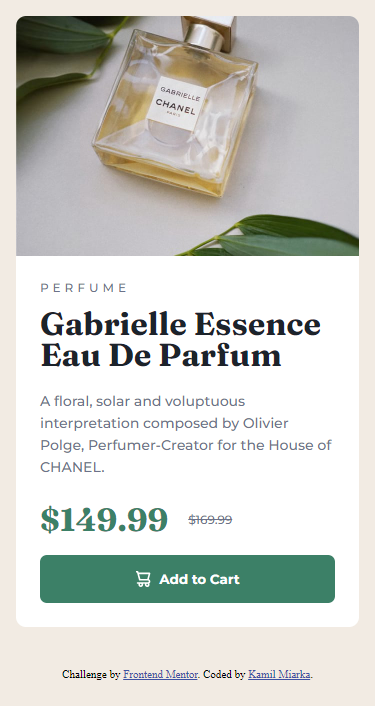 GABRIELLE
CHANEL
PARIS
PERFUME
Gabrielle Essence
Eau De Parfum
A floral, solar and voluptuous
interpretation composed by Olivier
Polge, Perfumer-Creator for the House of
CHANEL.
$149.99 $169.99
Add to Cart
Challenge by Frontend Mentor. Coded by Kamil Miarka.